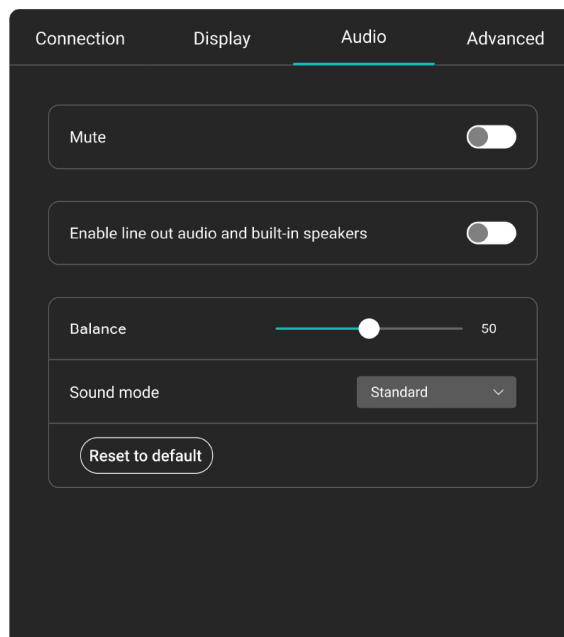 Connection Display Audio Advanced
Mute
Enable line out audio and built-in speakers
Balance 50
Sound mode Standard
Reset to default